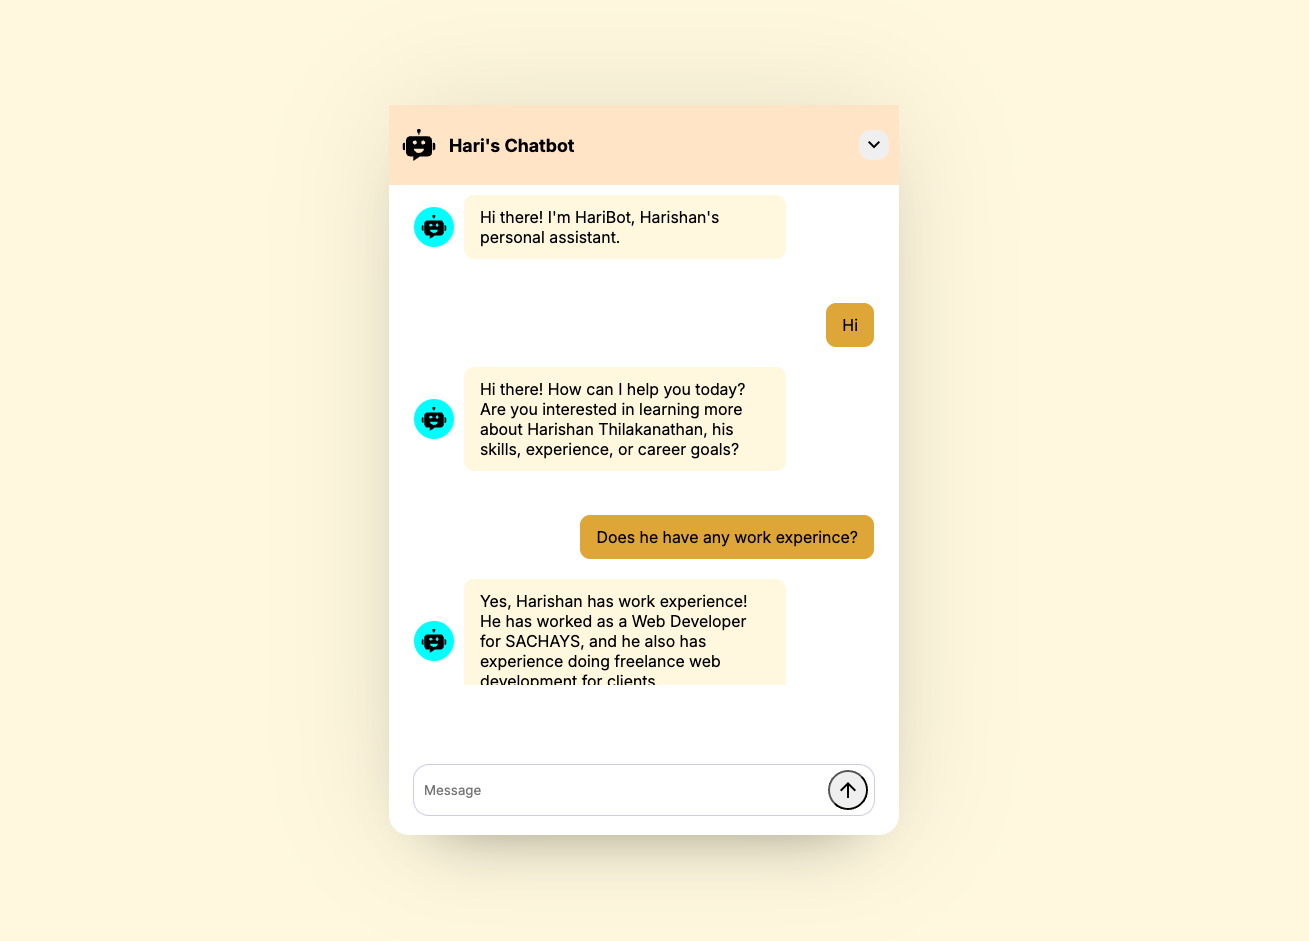 Hari's Chatbot
Hi there! I'm HariBot, Harishan's
personal assistant.
Hi
Hi there! How can I help you today?
Are you interested in learning more
about Harishan Thilakanathan, his
skills, experience, or career goals?
Does he have any work experince?
Yes, Harishan has work experience!
He has worked as a Web Developer
for SACHAYS, and he also has
experience doing freelance web
development for clients
Message